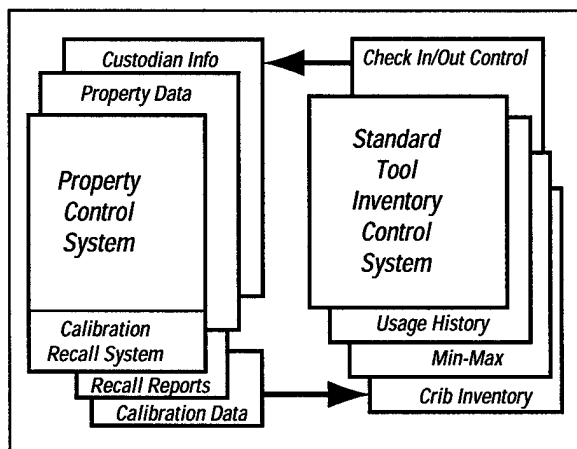 Custodian Info
Property Data
Property
Control
System
Calibration
Recall System
Recall Reports
Calibration Data
Check In/Out Control
Standard
Tool
Inventory
Control
System
Usage History
Min-Max
Crib Inventory